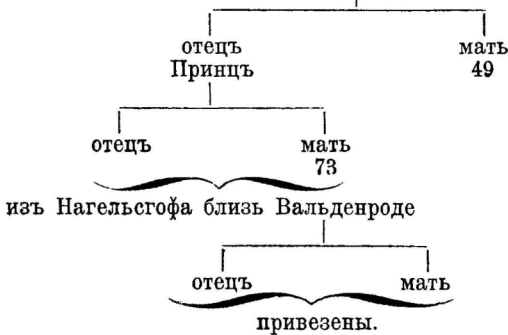 отецъ мать
Принцъ 49
отецъ мать
73
изъ Нагельсгофа близь Вальденроде
отецъ мать
привезены.